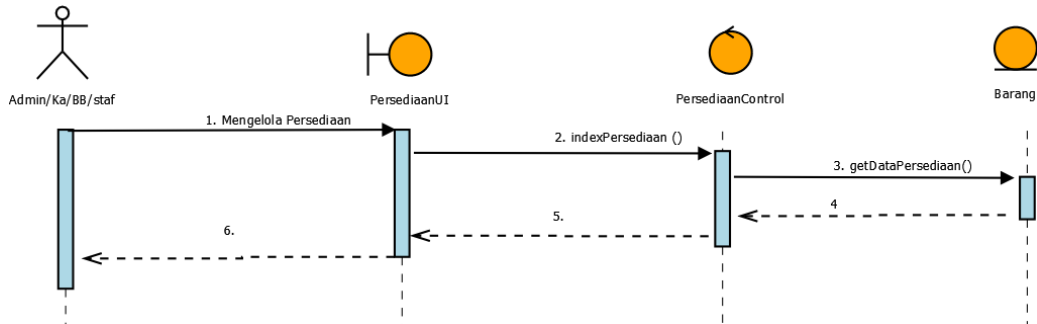 Admin/Ka/BB/staf
PersediaanUI
PersediaanControl
Barang
1. Mengelola Persediaan
2. indexPersediaan ()
3. getDataPersediaan()
4
5.
6.